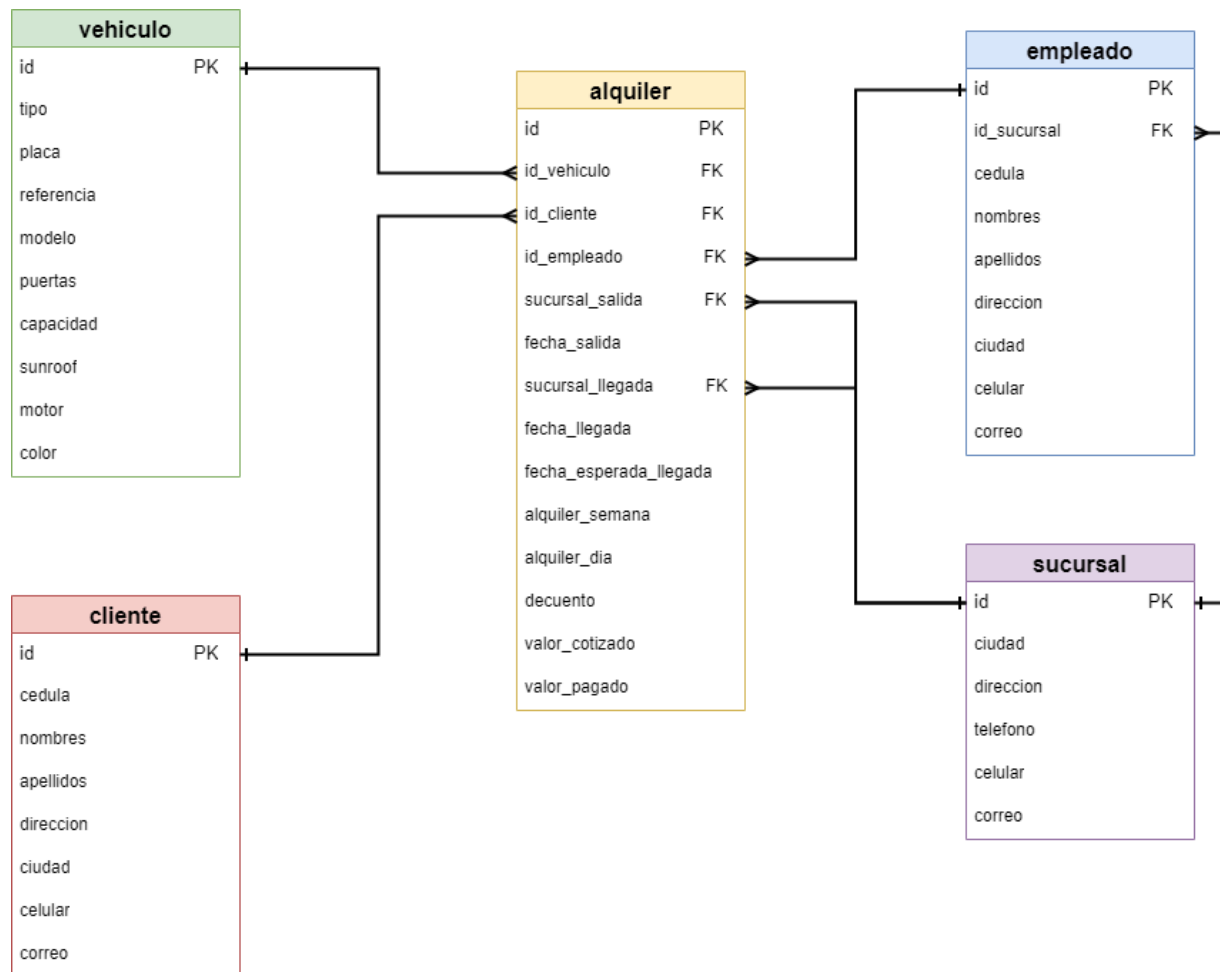 vehiculo
id PK
tipo
placa
referencia
modelo
puertas
capacidad
sunroof
motor
color
cliente
id PK
cedula
nombres
apellidos
direccion
ciudad
celular
correo
alquiler
id PK
id_vehiculo FK
id_cliente FK
id_empleado FK
sucursal_salida FK
fecha_salida
sucursal_llegada FK
fecha_llegada
fecha_esperada_llegada
alquiler_semana
alquiler_dia
decuento
valor_cotizado
valor_pagado
empleado
id PK
id_sucursal FK
cedula
nombres
apellidos
direccion
ciudad
celular
correo
sucursal
id PK
ciudad
direccion
telefono
celular
correo